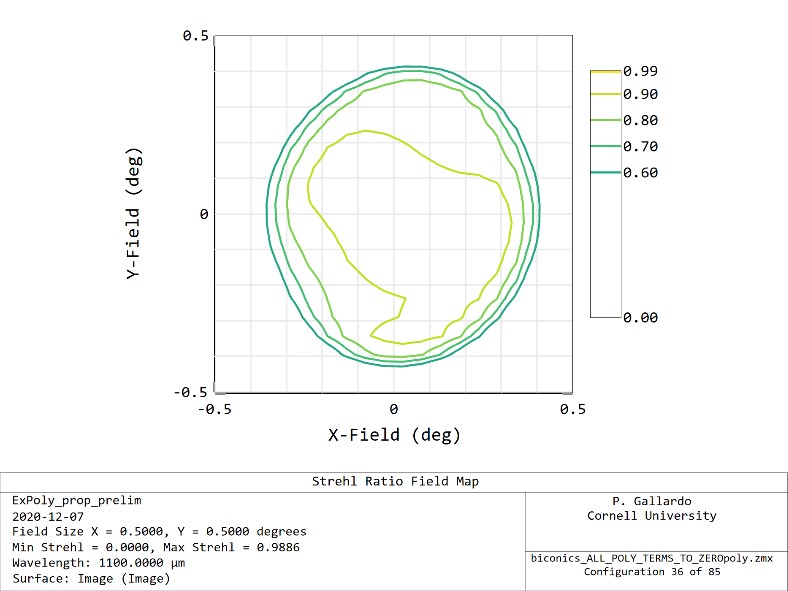 0.5
0
-0.5
Y-Field (deg)
-0.5 0 0.5
X-Field (deg)
0.99
0.90
0.80
0.70
0.60
0.00
Strehl Ratio Field Map
ExPoly_prop_prelim
2020-12-07
Field Size X = 0.5000, Y = 0.5000 degrees
Min Strehl = 0.0000, Max Strehl = 0.9886
Wavelength: 1100.0000 µm
Surface: Image (Image)
P. Gallardo
Cornell University
biconics_ALL_POLY_TERMS_TO_ZEROpoly.zmx
Configuration 36 of 85